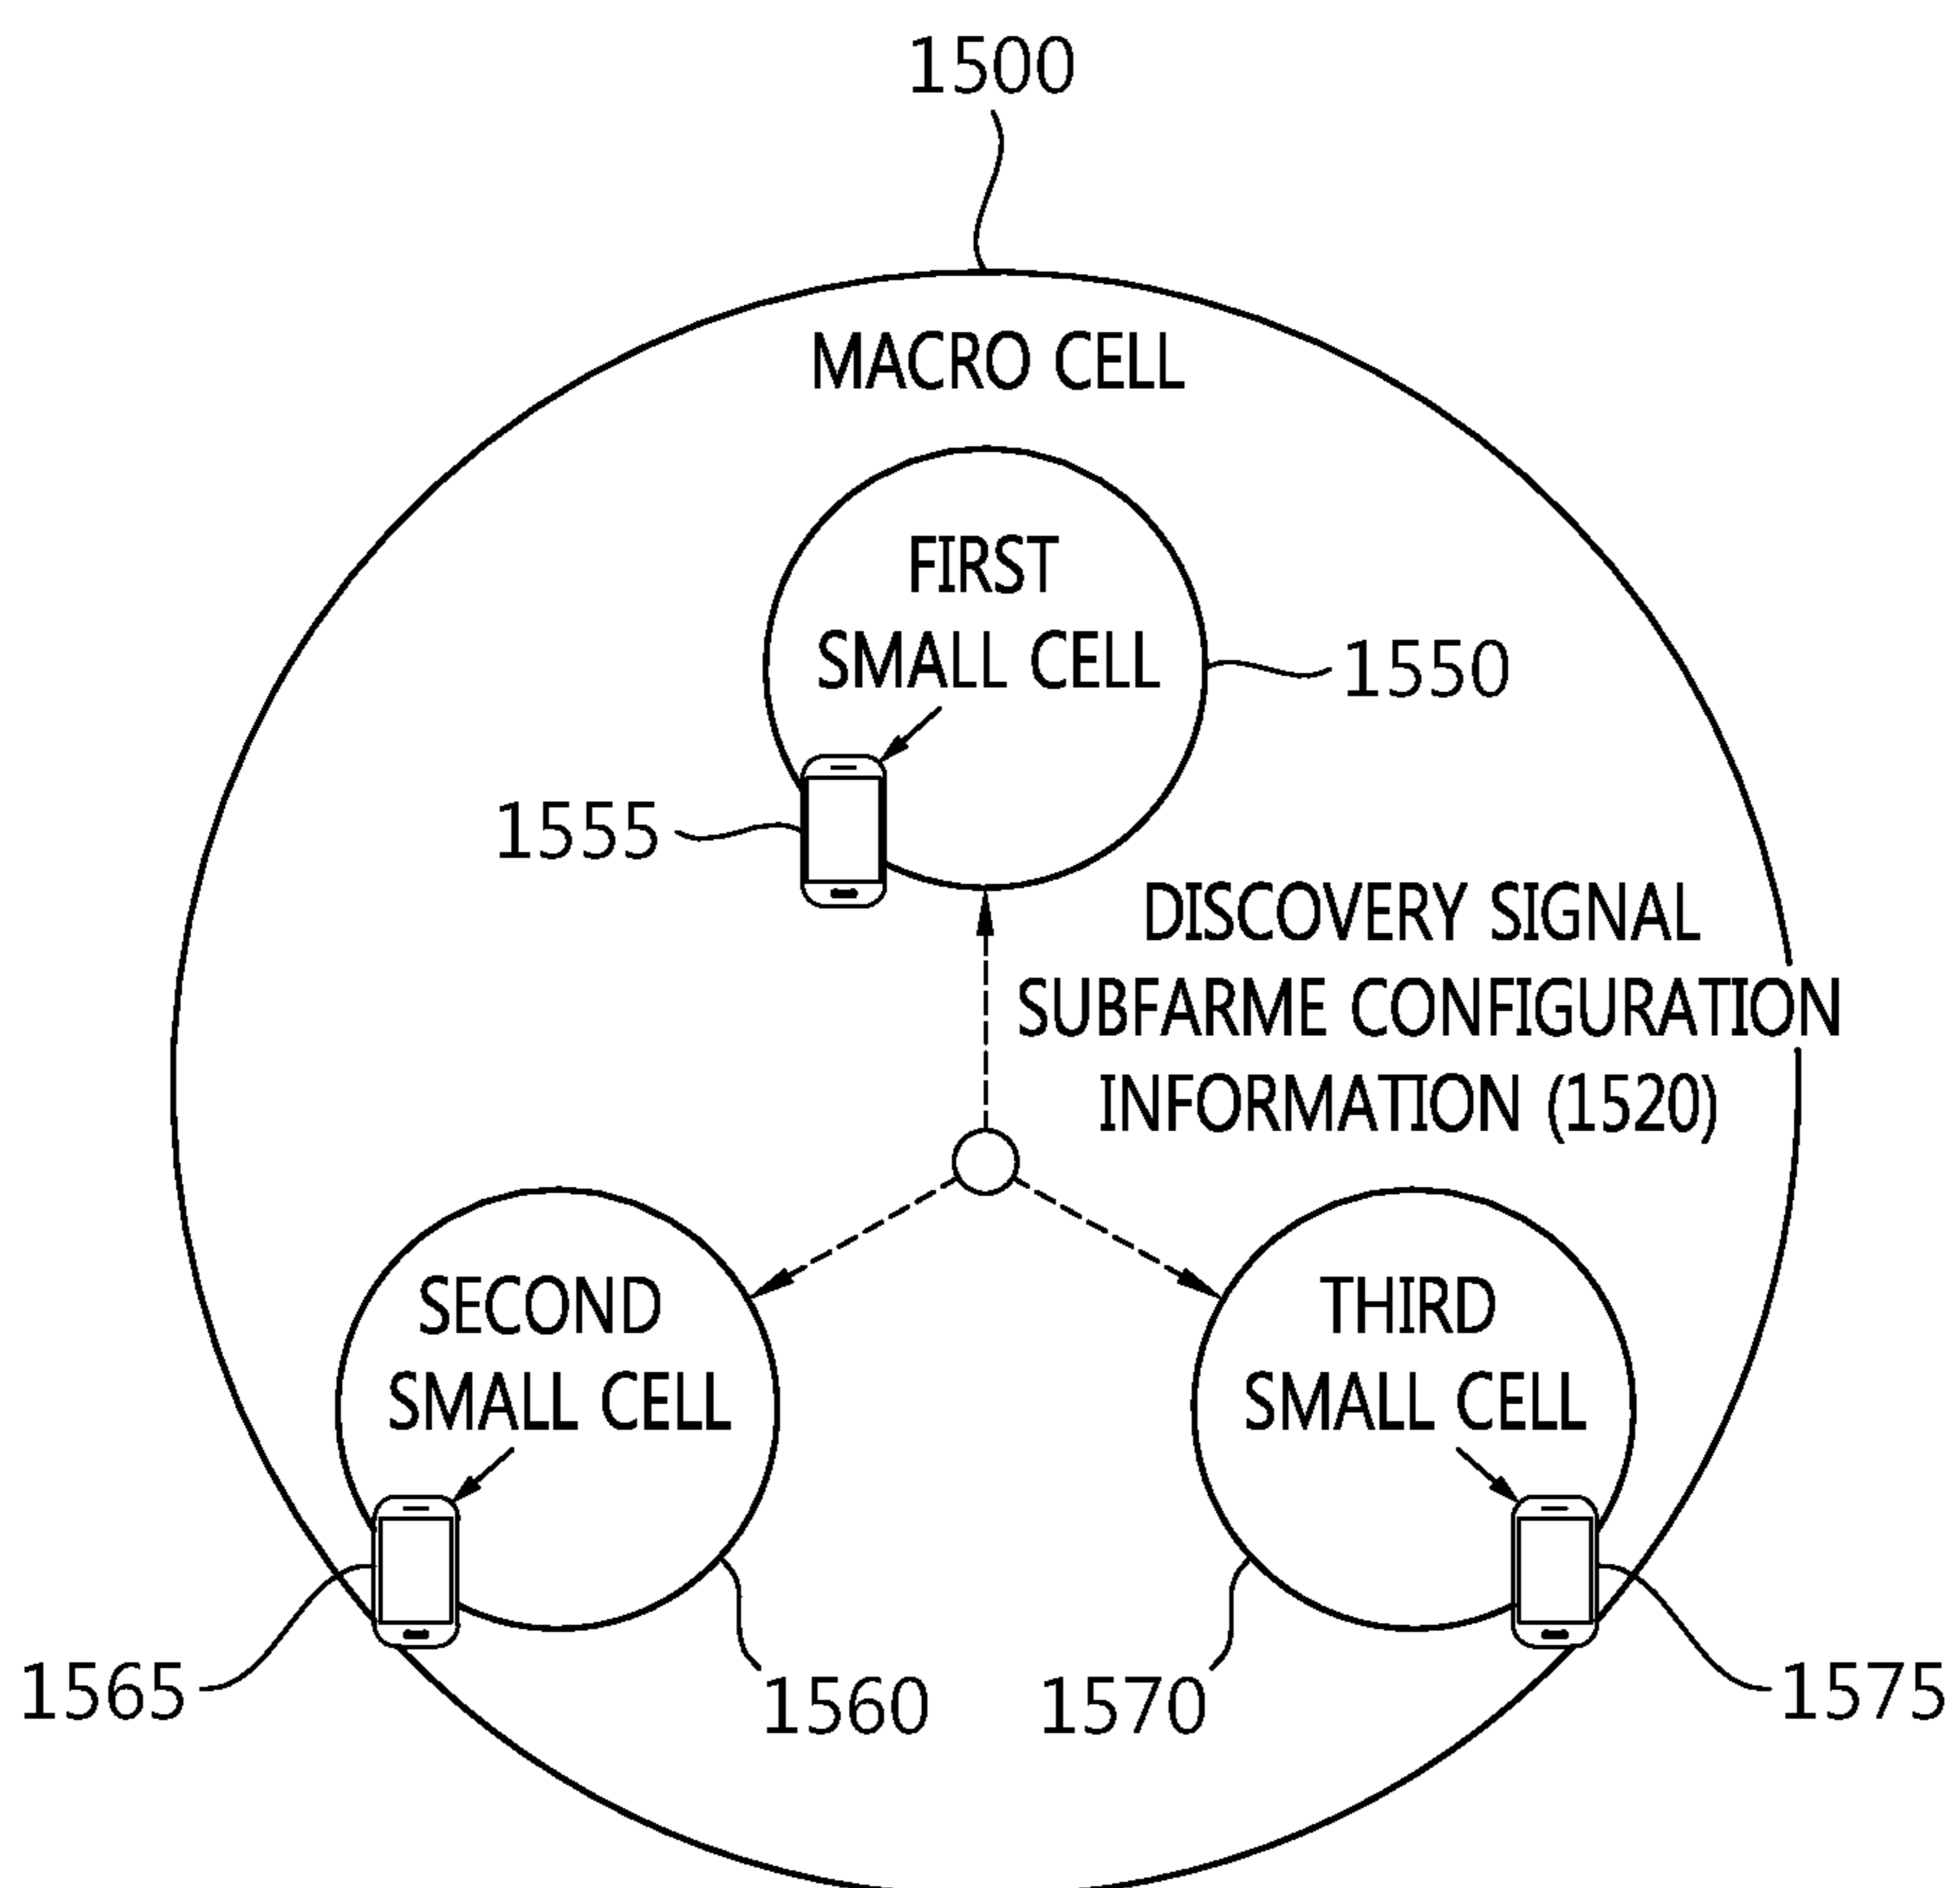 1500
MACRO CELL
FIRST
SMALL CELL
1550
1555
DISCOVERY SIGNAL
SUBFARME CONFIGURATION
INFORMATION (1520)
SECOND
SMALL CELL
THIRD
SMALL CELL
1565
1560
1570
1575